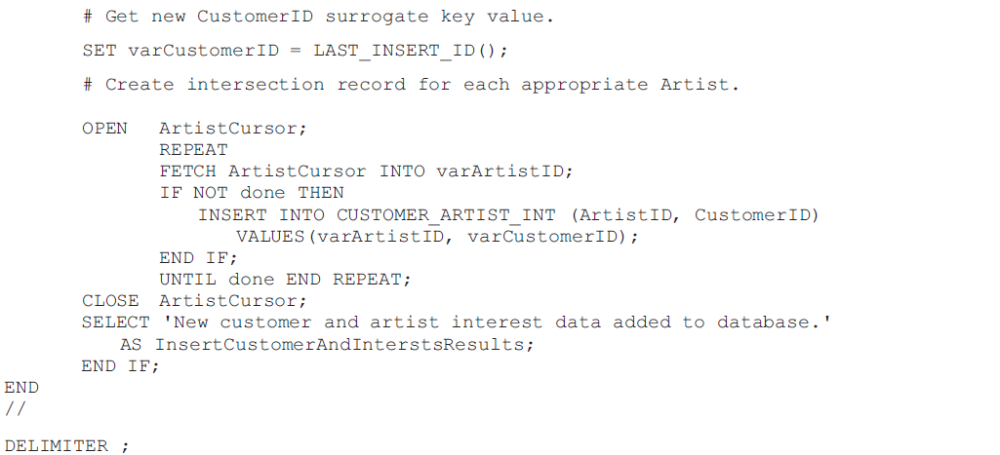 # Get new CustomerID surrogate key value.
SET varCustomerID = LAST_INSERT_ID();
# Create intersection record for each appropriate Artist.
OPEN ArtistCursor;
REPEAT
FETCH ArtistCursor INTO varArtistID;
IF NOT done THEN
INSERT INTO CUSTOMER_ARTIST_INT (ArtistID, CustomerID)
VALUES(varArtistID, varCustomerID);
END IF;
UNTIL done END REPEAT;
CLOSE ArtistCursor;
SELECT 'New customer and artist interest data added to database.'
AS InsertCustomerAndInterstsResults;
END IF;
END
//
DELIMITER ;